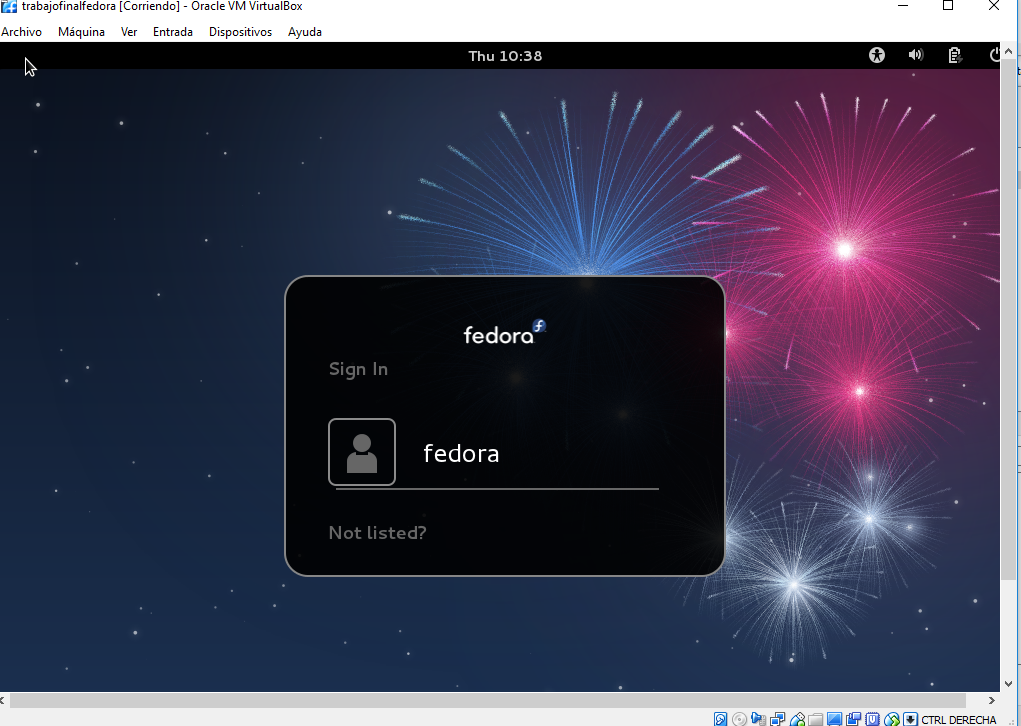 trabajofinalfedora [Corriendo] - Oracle VM VirtualBox
Archivo Máquina Ver Entrada Dispositivos Ayuda
Thu 10:38
fedora
Sign In
fedora
Not listed?
CTRL DERECHA